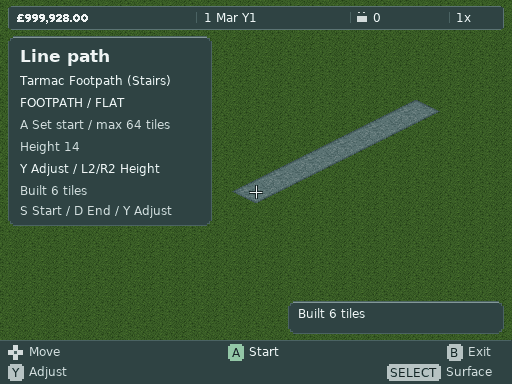 £999,928.00 1 Mar Y1 0 1x
Line path
Tarmac Footpath (Stairs)
FOOTPATH / FLAT
A Set start / max 64 tiles
Height 14
Y Adjust / L2/R2 Height
Built 6 tiles
S Start / D End / Y Adjust
Built 6 tiles
Move A Start B Exit
Y Adjust SELECT Surface